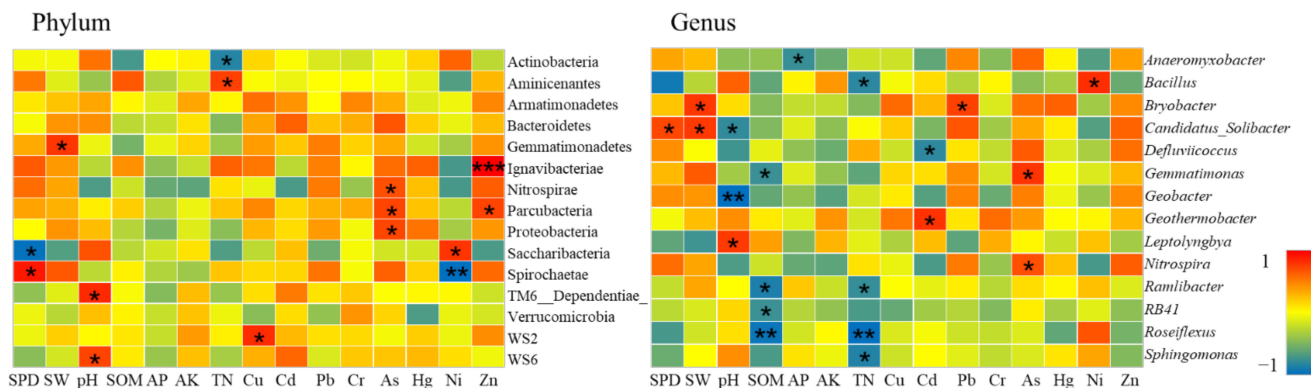 Phylum
Actinobacteria
Aminicenantes
Armatimonadetes
Bacteroidetes
Gemmatimonadetes
Ignavibacteriae
Nitrospirae
Parcubacteria
Proteobacteria
Saccharibacteria
Spirochaetae
TM6__Dependentiae_
Verrucomicrobia
WS2
WS6
SPD SW pH SOM AP AK TN Cu Cd Pb Cr As Hg Ni Zn
Genus
Anaeromyxobacter
Bacillus
Bryobacter
Candidatus_Solibacter
Defluviicoccus
Gemmatimonas
Geobacter
Geothermobacter
Leptolyngbya
Nitrospira
Ramlibacter
RB41
Roseiflexus
Sphingomonas
SPD SW pH SOM AP AK TN Cu Cd Pb Cr As Hg Ni Zn
1
−1